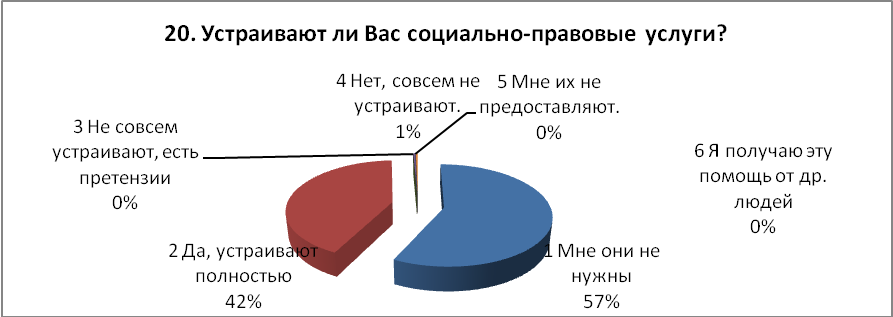 20. Устраивают ли Вас социально-правовые услуги?
4 Нет, совсем не
устраивают.
1%
5 Мне их не
предоставляют.
0%
3 Не совсем
устраивают, есть
претензии
0%
6 Я получаю эту
помощь от др.
людей
0%
2 Да, устраивают
полностью
42%
1 Мне они не
нужны
57%